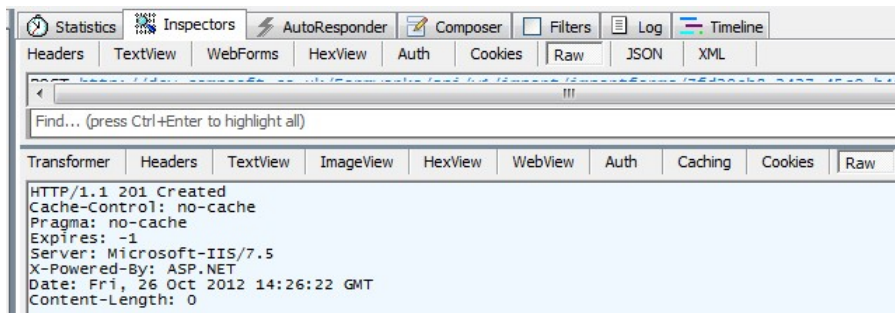 Statistics Inspectors AutoResponder Composer Filters Log Timeline
Headers TextView WebForms HexView Auth Cookies Raw JSON XML
Find... (press Ctrl+Enter to highlight all)
Transformer Headers TextView ImageView HexView WebView Auth Caching Cookies Raw
HTTP/1.1 201 Created
Cache-Control: no-cache
Pragma: no-cache
Expires: -1
Server: Microsoft-IIS/7.5
X-Powered-By: ASP.NET
Date: Fri, 26 Oct 2012 14:26:22 GMT
Content-Length: 0